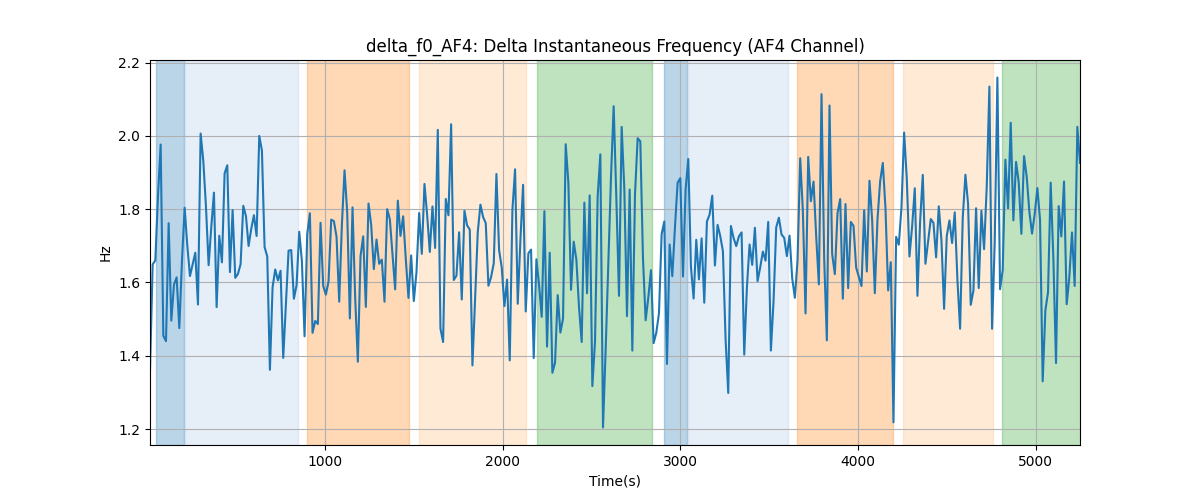 delta_f0_AF4: Delta Instantaneous Frequency (AF4 Channel)
2.2
2.0
1.8
1.6
1.4
1.2
Hz
1000 2000 3000 4000 5000
Time(s)